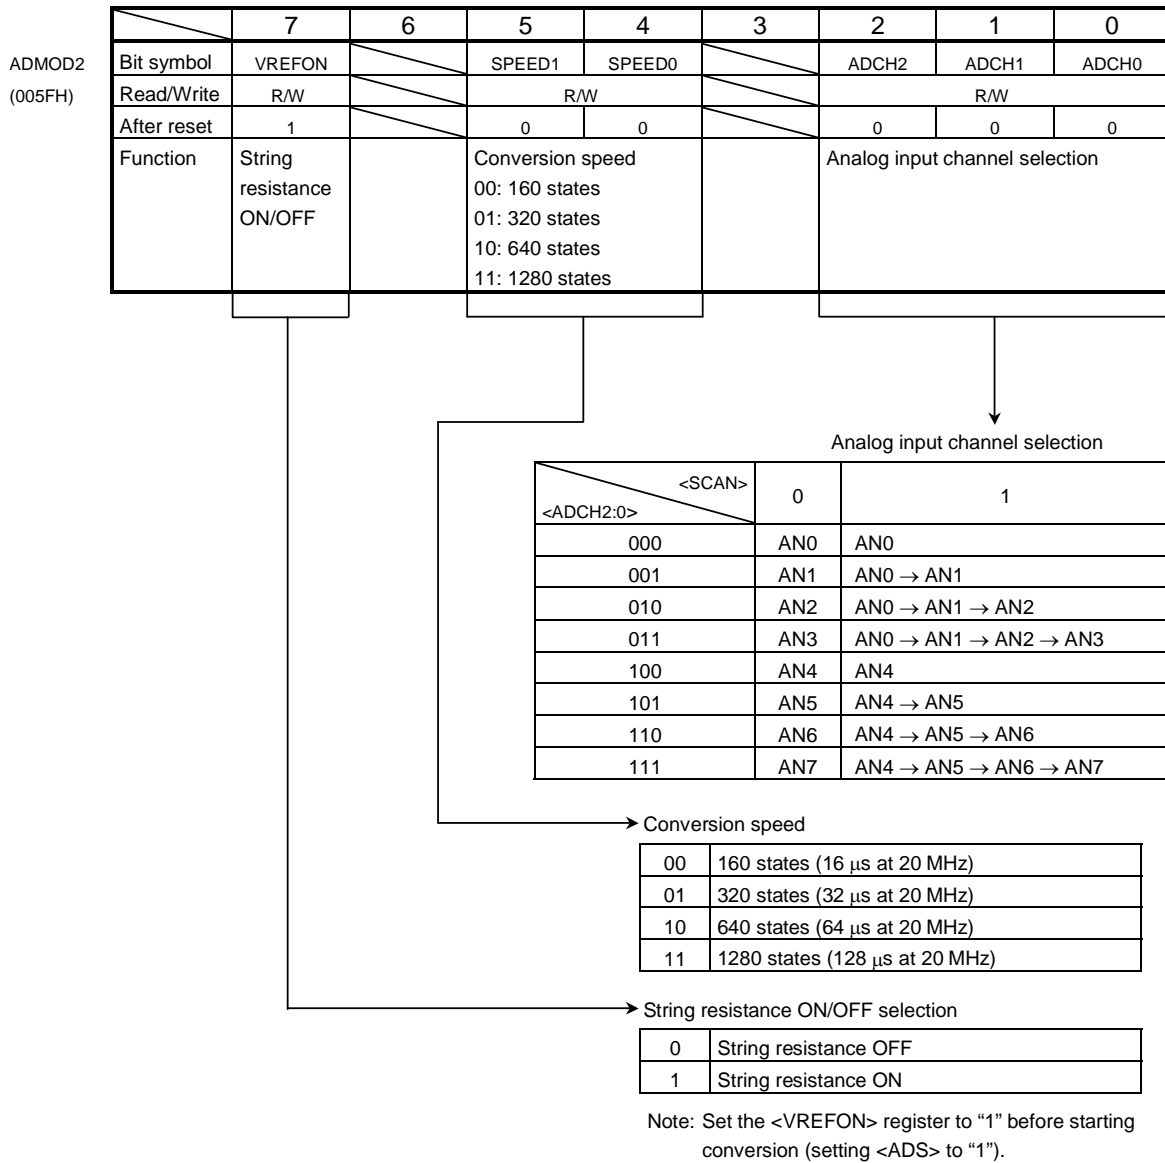 7 6 5 4 3 2 1 0
ADMOD2 Bit symbol VREFON SPEED1 SPEED0 ADCH2 ADCH1 ADCH0
(005FH) Read/Write R/W R/W R/W
After reset 1 0 0 0 0 0
Function String Conversion speed Analog input channel selection
resistance 00: 160 states
ON/OFF 01: 320 states
10: 640 states
11: 1280 states
Analog input channel selection
<SCAN> 0 1
<ADCH2:0>
000 AN0 AN0
001 AN1 AN0 → AN1
010 AN2 AN0 → AN1 → AN2
011 AN3 AN0 → AN1 → AN2 → AN3
100 AN4 AN4
101 AN5 AN4 → AN5
110 AN6 AN4 → AN5 → AN6
111 AN7 AN4 → AN5 → AN6 → AN7
Conversion speed
00 160 states (16 μs at 20 MHz)
01 320 states (32 μs at 20 MHz)
10 640 states (64 μs at 20 MHz)
11 1280 states (128 μs at 20 MHz)
String resistance ON/OFF selection
0 String resistance OFF
1 String resistance ON
Note: Set the <VREFON> register to “1” before starting
conversion (setting <ADS> to “1”).